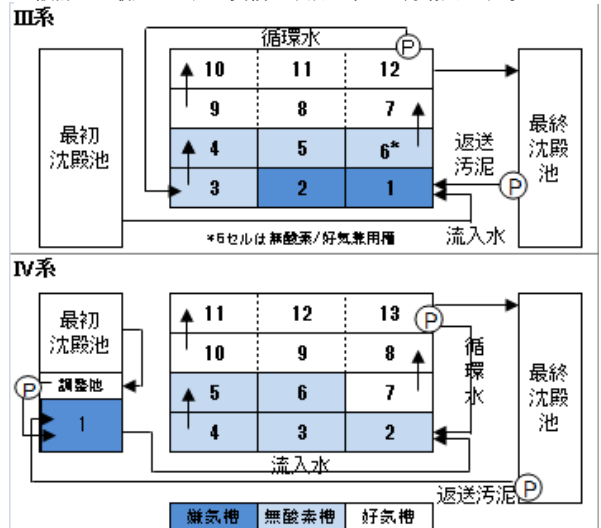 Ⅲ系
循環水
P
10 11 12
9 8 7
4 5 6*
3 2 1
最初
沈殿池
返送
汚泥
P
最終
沈殿
池
*6セルは無酸素/好気兼用槽
流入水
Ⅳ系
最初
沈殿池
P
調整池
1
11 12 13
10 9 8
5 6 7
4 3 2
P
循
環
水
最終
沈殿
池
流入水
返送汚泥
P
嫌気槽 無酸素槽 好気槽